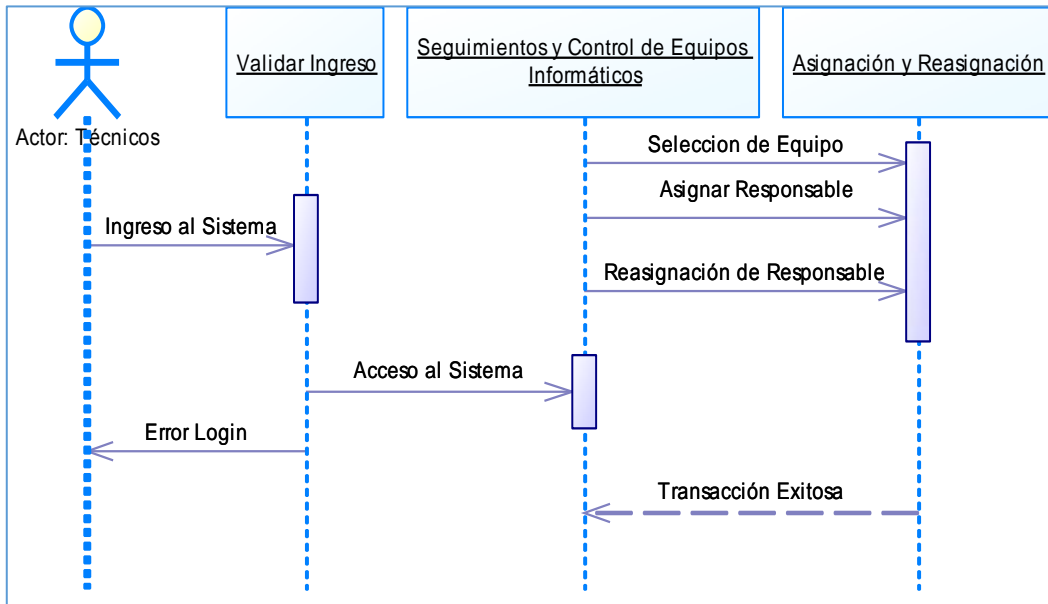 Validar Ingreso
Seguimientos y Control de Equipos
Informáticos
Asignación y Reasignación
Actor: Técnicos
Seleccion de Equipo
Asignar Responsable
Ingreso al Sistema
Reasignación de Responsable
Acceso al Sistema
Error Login
Transacción Exitosa